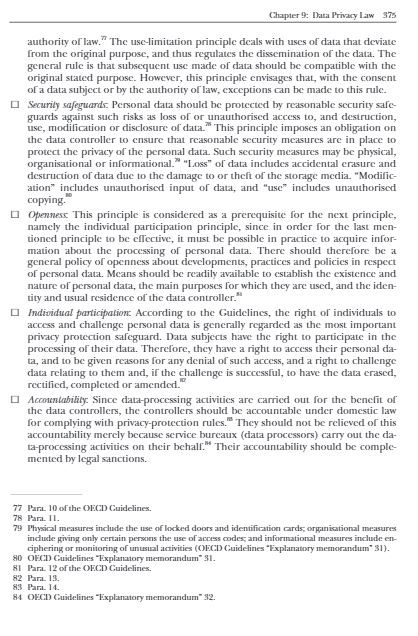 Chapter 9: Data Privacy Law 375
authority of law.77 The use-limitation principle deals with uses of data that deviate
from the original purpose, and thus regulates the dissemination of the data. The
general rule is that subsequent use made of data should be compatible with the
original stated purpose. However, this principle envisages that, with the consent
of a data subject or by the authority of law, exceptions can be made to this rule.
□ Security safeguards: Personal data should be protected by reasonable security safe-
guards against such risks as loss of or unauthorised access to, and destruction,
use, modification or disclosure of data.78 This principle imposes an obligation on
the data controller to ensure that reasonable security measures are in place to
protect the privacy of the personal data. Such security measures may be physical,
organisational or informational.79 “Loss” of data includes accidental erasure and
destruction of data due to the damage to or theft of the storage media. “Modific-
ation” includes unauthorised input of data, and “use” includes unauthorised
copying.80
□ Openness: This principle is considered as a prerequisite for the next principle,
namely the individual participation principle, since in order for the last men-
tioned principle to be effective, it must be possible in practice to acquire infor-
mation about the processing of personal data. There should therefore be a
general policy of openness about developments, practices and policies in respect
of personal data. Means should be readily available to establish the existence and
nature of personal data, the main purposes for which they are used, and the iden-
tity and usual residence of the data controller.81
□ Individual participation: According to the Guidelines, the right of individuals to
access and challenge personal data is generally regarded as the most important
privacy protection safeguard. Data subjects have the right to participate in the
processing of their data. Therefore, they have a right to access their personal da-
ta, and to be given reasons for any denial of such access, and a right to challenge
data relating to them and, if the challenge is successful, to have the data erased,
rectified, completed or amended.82
□ Accountability: Since data-processing activities are carried out for the benefit of
the data controllers, the controllers should be accountable under domestic law
for complying with privacy-protection rules.83 They should not be relieved of this
accountability merely because service bureaux (data processors) carry out the da-
ta-processing activities on their behalf.84 Their accountability should be comple-
mented by legal sanctions.
77 Para. 10 of the OECD Guidelines.
78 Para. 11.
79 Physical measures include the use of locked doors and identification cards; organisational measures
include giving only certain persons the use of access codes; and informational measures include en-
ciphering or monitoring of unusual activities (OECD Guidelines “Explanatory memorandum” 31).
80 OECD Guidelines “Explanatory memorandum” 31.
81 Para. 12 of the OECD Guidelines.
82 Para. 13.
83 Para. 14.
84 OECD Guidelines “Explanatory memorandum” 32.